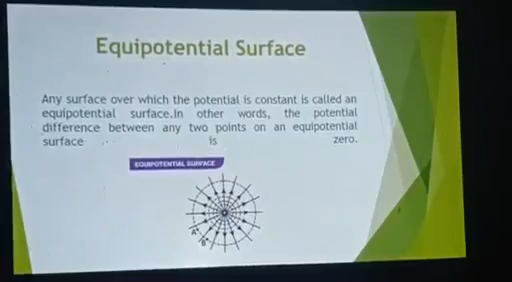 Equipotential Surface
Any surface over which the potential is constant is called an
equipotential surface.In other words, the potential
difference between any two points on an equipotential
surface is zero.
EQUIPOTENTIAL SURFACE
A
B